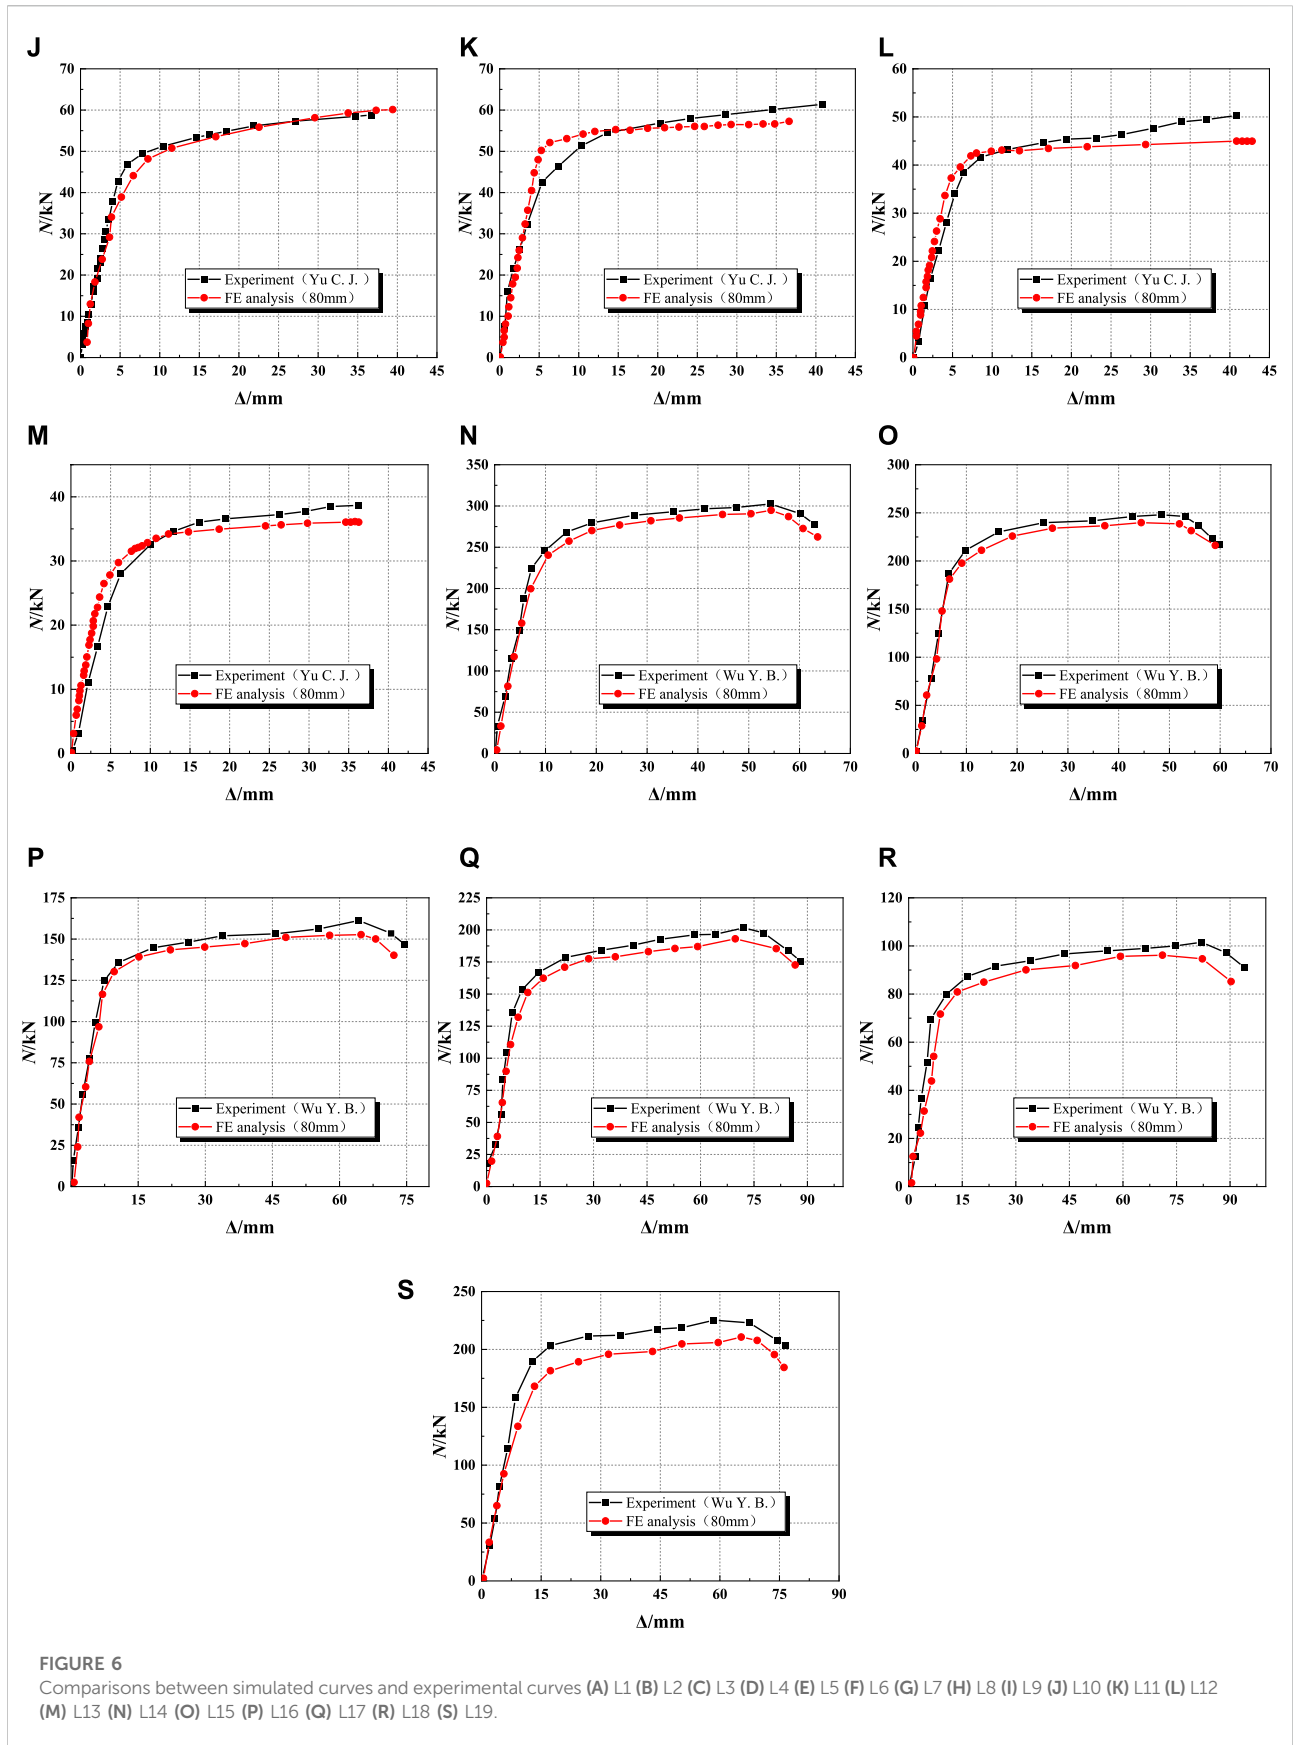 J
K
L
70
60
50
40
30
20
10
0
N/kN
Experiment（Yu C. J.）
FE analysis（80mm）
0 5 10 15 20 25 30 35 40 45
Δ/mm
70
60
50
40
30
20
10
0
N/kN
Experiment（Yu C. J.）
FE analysis（80mm）
0 5 10 15 20 25 30 35 40 45
Δ/mm
60
50
40
30
20
10
0
N/kN
Experiment（Yu C. J.）
FE analysis（80mm）
0 5 10 15 20 25 30 35 40 45
Δ/mm
M
N
O
40
30
20
10
0
N/kN
Experiment（Yu C. J.）
FE analysis（80mm）
0 5 10 15 20 25 30 35 40 45
Δ/mm
350
300
250
200
150
100
50
0
N/kN
Experiment（Wu Y. B.）
FE analysis（80mm）
0 10 20 30 40 50 60 70
Δ/mm
300
250
200
150
100
50
0
N/kN
Experiment（Wu Y. B.）
FE analysis（80mm）
0 10 20 30 40 50 60 70
Δ/mm
P
Q
R
175
150
125
100
75
50
25
0
N/kN
Experiment（Wu Y. B.）
FE analysis（80mm）
15 30 45 60 75
Δ/mm
225
200
175
150
125
100
75
50
25
0
N/kN
Experiment（Wu Y. B.）
FE analysis（80mm）
0 15 30 45 60 75 90
Δ/mm
120
100
80
60
40
20
0
N/kN
Experiment（Wu Y. B.）
FE analysis（80mm）
0 15 30 45 60 75 90
Δ/mm
S
250
200
150
100
50
0
N/kN
Experiment（Wu Y. B.）
FE analysis（80mm）
0 15 30 45 60 75 90
Δ/mm
FIGURE 6
Comparisons between simulated curves and experimental curves (A) L1 (B) L2 (C) L3 (D) L4 (E) L5 (F) L6 (G) L7 (H) L8 (I) L9 (J) L10 (K) L11 (L) L12
(M) L13 (N) L14 (O) L15 (P) L16 (Q) L17 (R) L18 (S) L19.